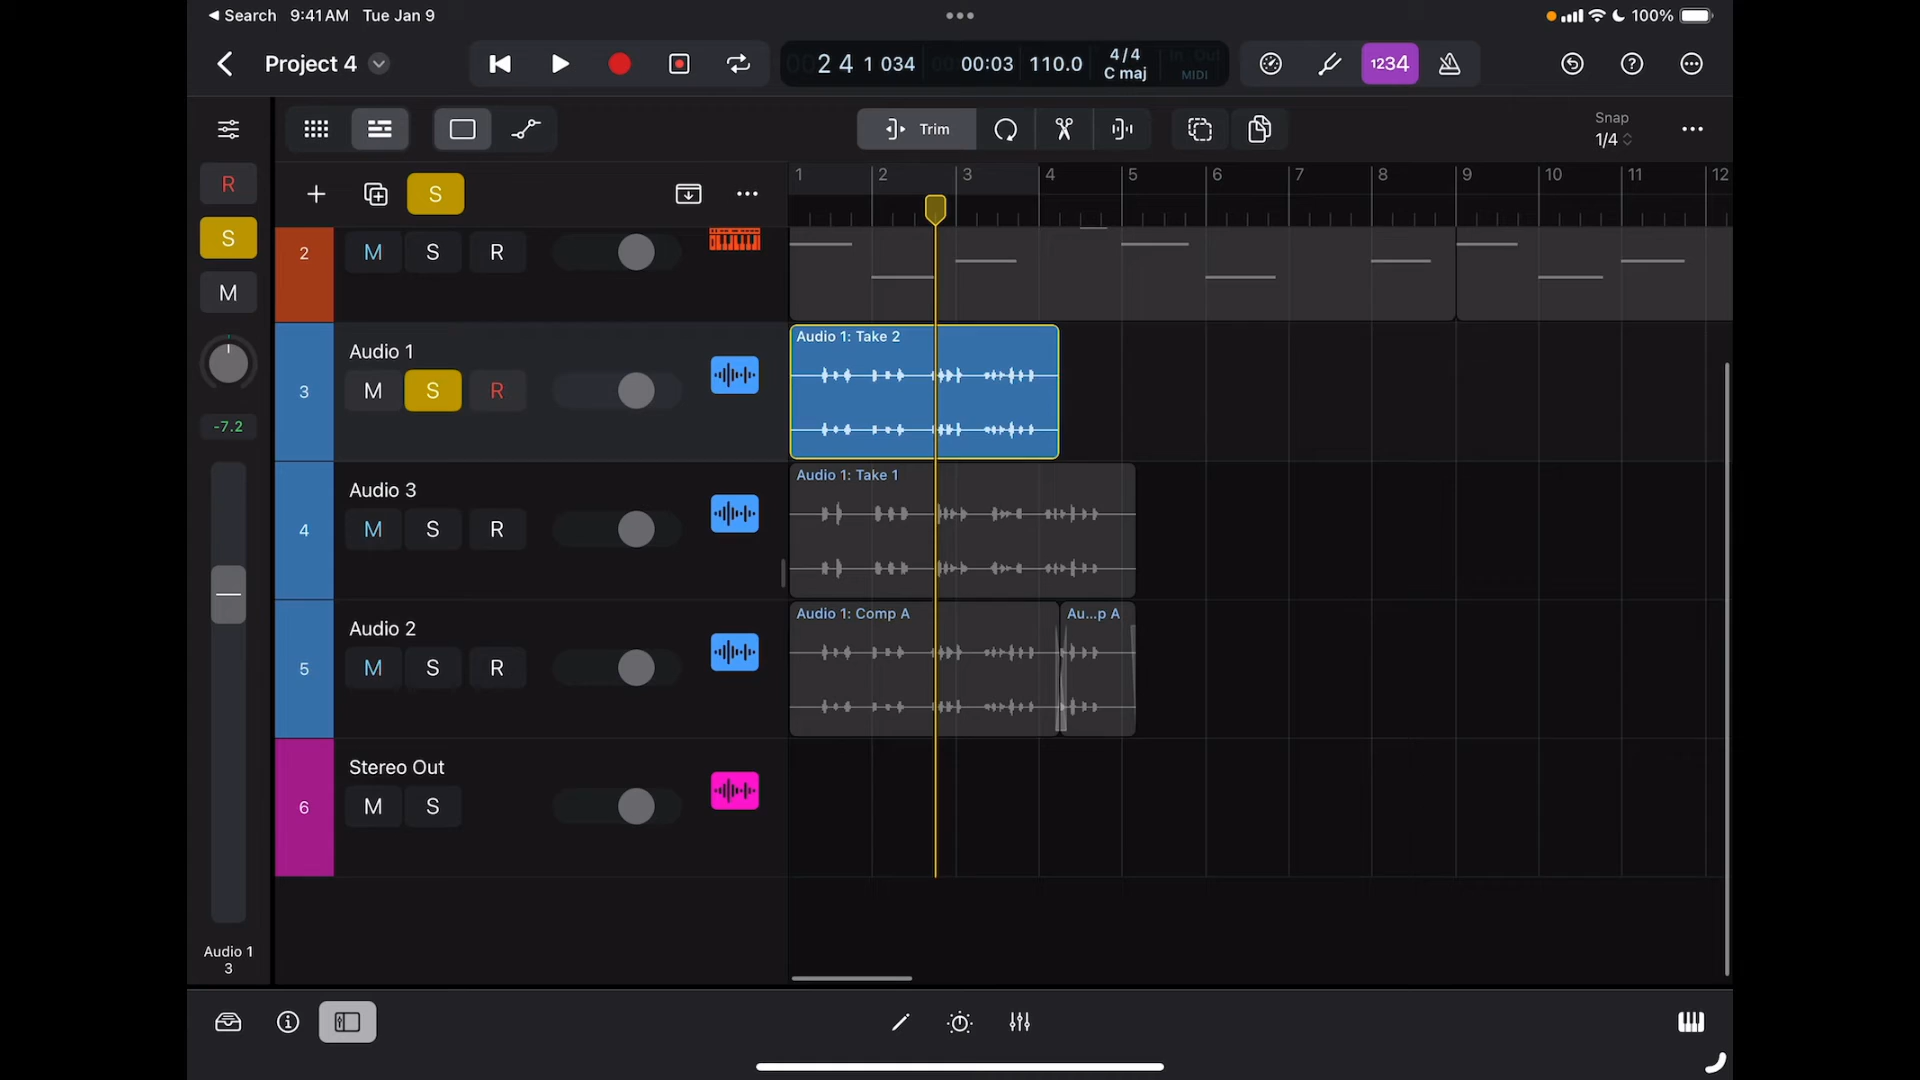 Search 9:41 AM Tue Jan 9
100%
Project 4
2 4 1 034
00:03
110.0
4/4
C maj
In Out
MIDI
1234
Trim
Snap
1/4
R
S
M
-7.2
Audio 1
3
S
1 2 3 4 5 6 7 8 9 10 11 12
2
M S R
3
Audio 1
M S R
Audio 1: Take 2
4
Audio 3
M S R
Audio 1: Take 1
5
Audio 2
M S R
Audio 1: Comp A
Au...p A
6
Stereo Out
M S